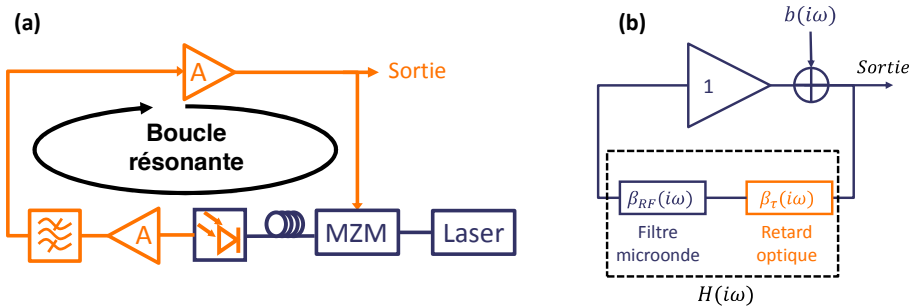 (a)
A
Sortie
Boucle
résonante
A
MZM
Laser
(b)
b(iω)
1
Sortie
β_RF(iω)
β_τ(iω)
Filtre
microonde
Retard
optique
H(iω)